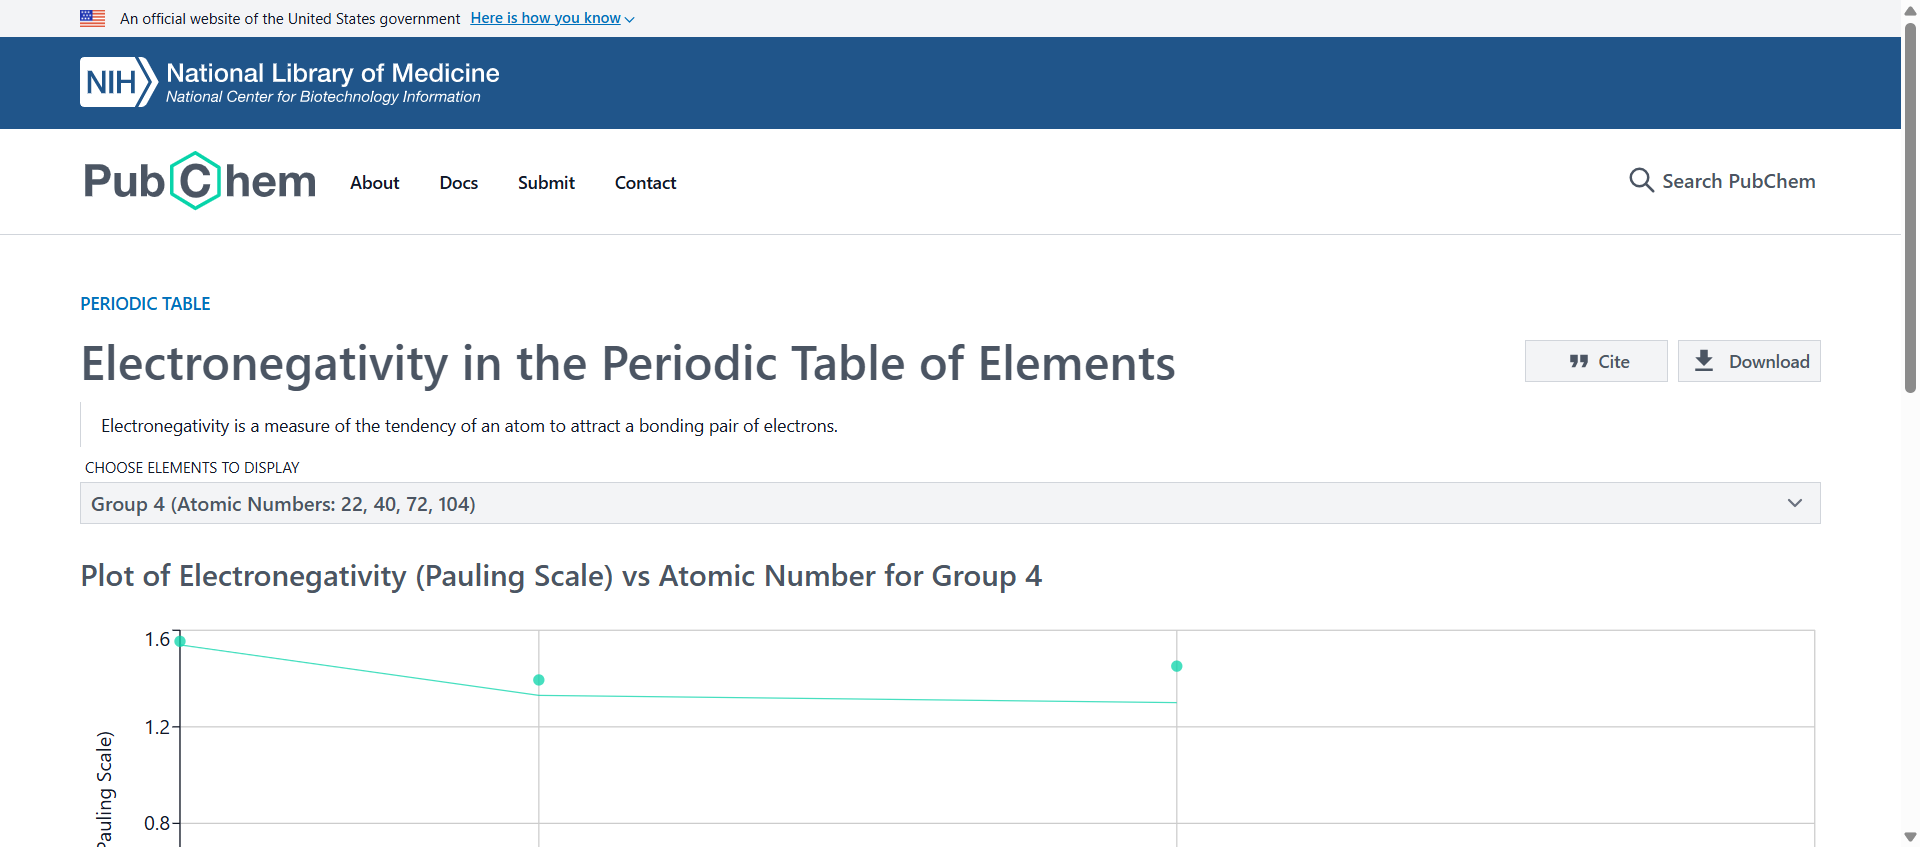 An official website of the United States government Here is how you know
NIH National Library of Medicine
National Center for Biotechnology Information
PubChem About Docs Submit Contact Search PubChem
PERIODIC TABLE
Electronegativity in the Periodic Table of Elements
Cite Download
Electronegativity is a measure of the tendency of an atom to attract a bonding pair of electrons.
CHOOSE ELEMENTS TO DISPLAY
Group 4 (Atomic Numbers: 22, 40, 72, 104)
Plot of Electronegativity (Pauling Scale) vs Atomic Number for Group 4
1.6
1.2
0.8
Pauling Scale)